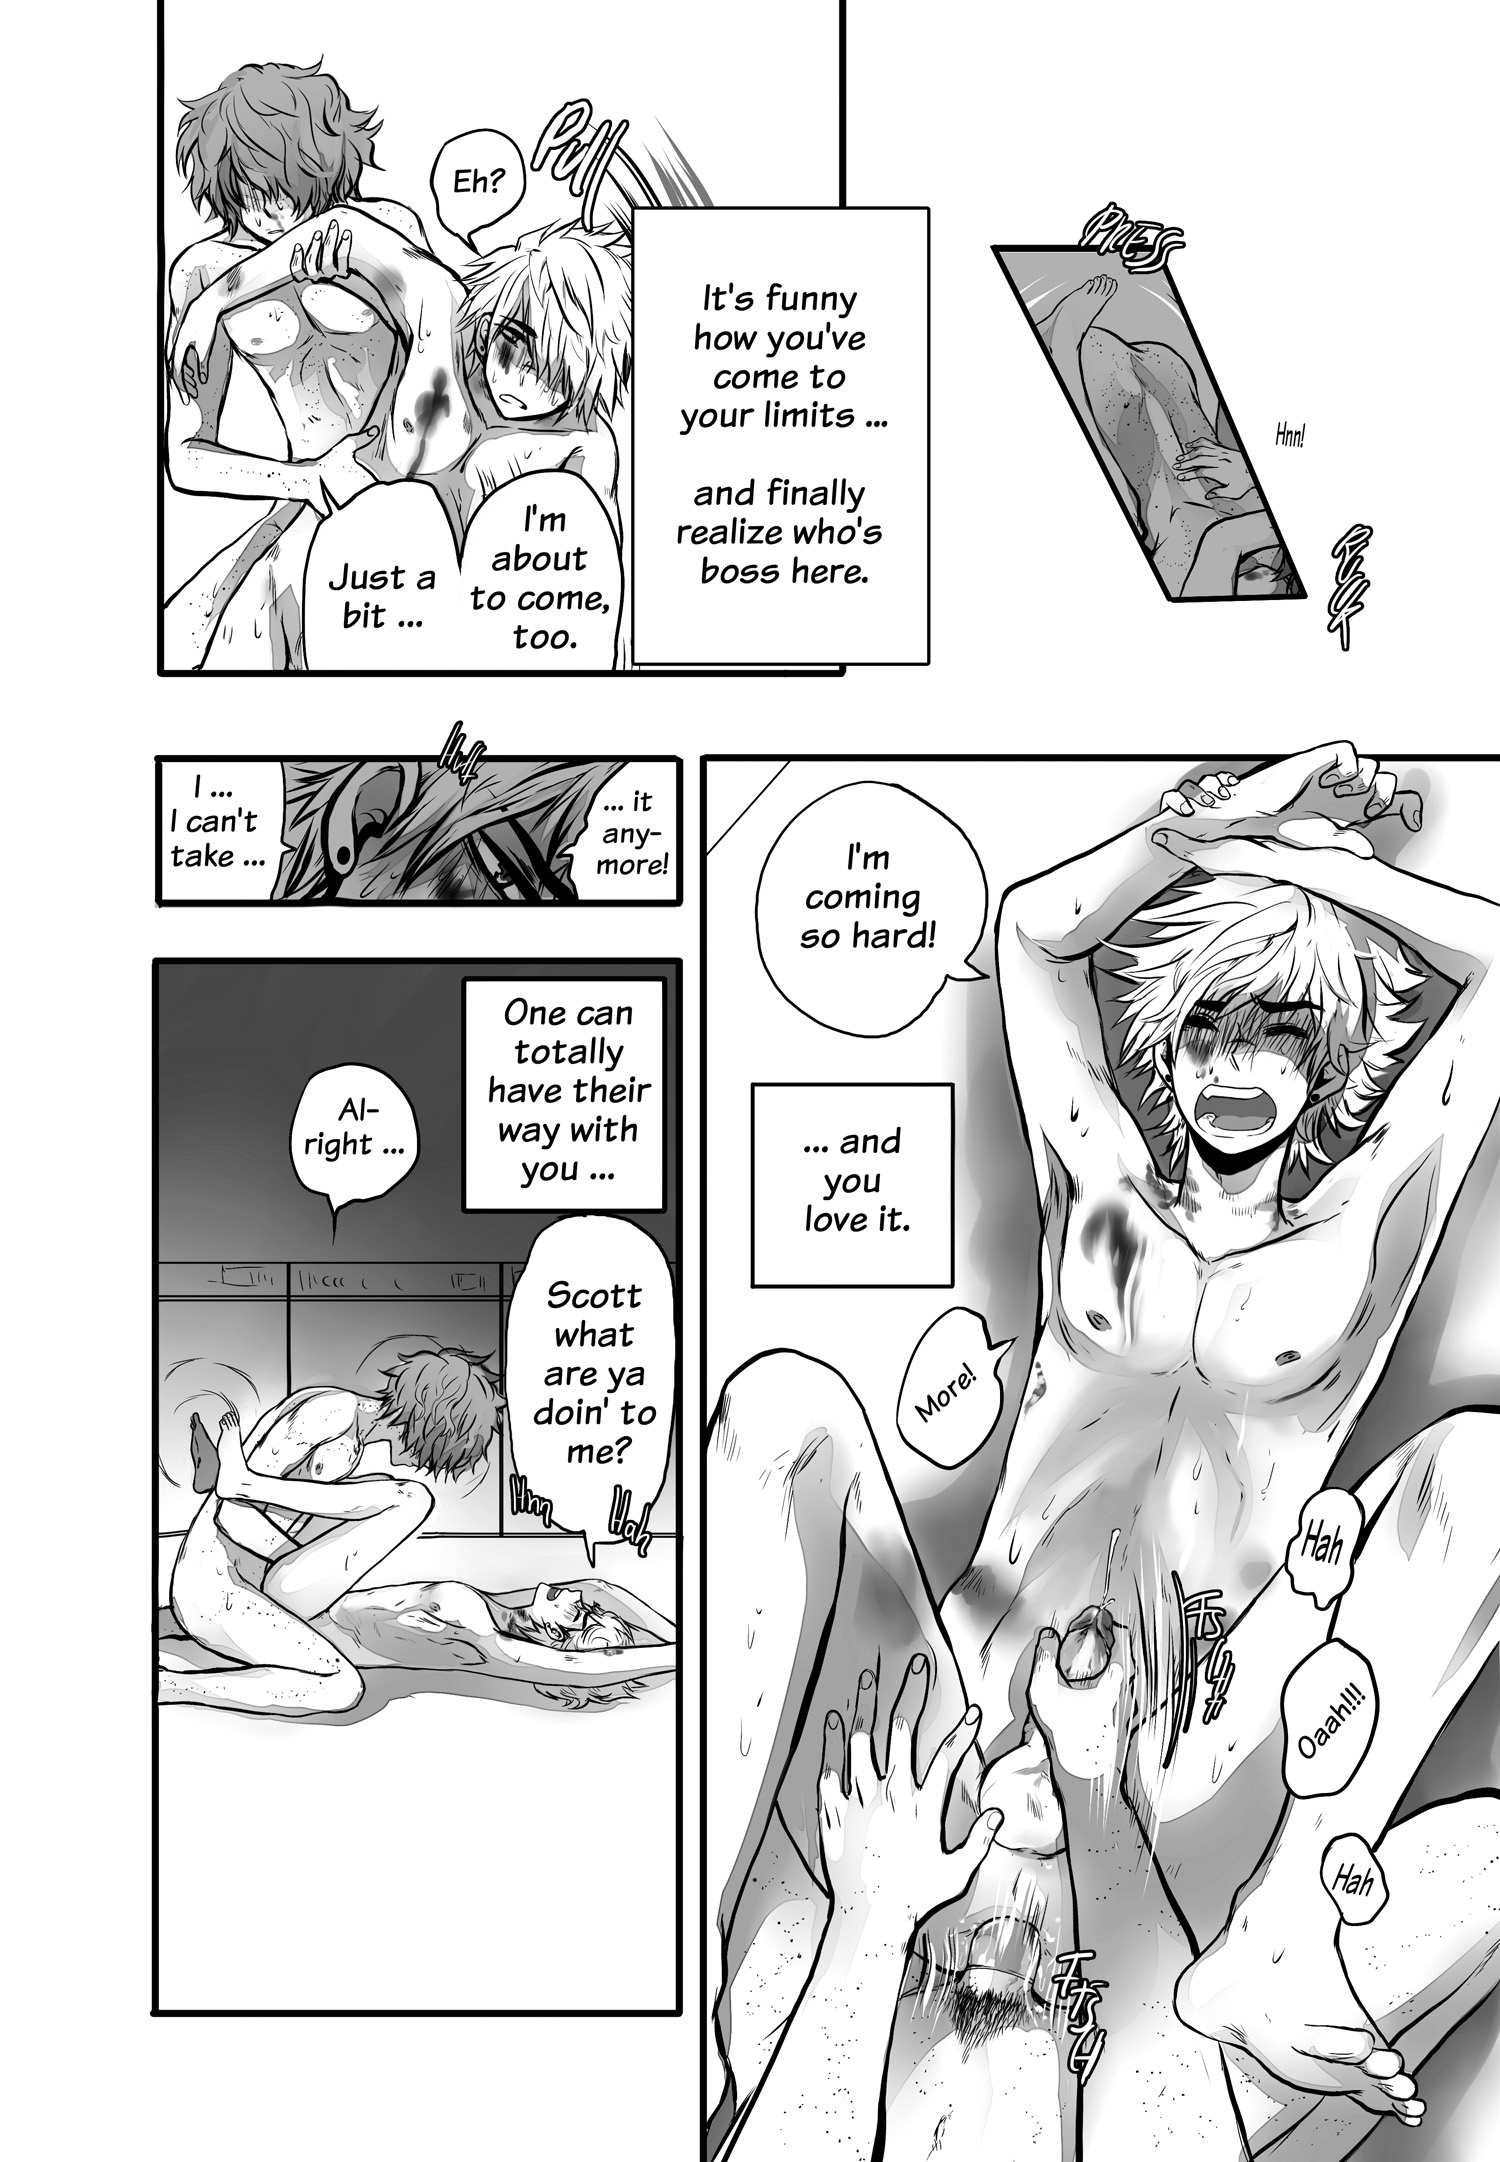 Eh?
Pull
It's funny
how you've
come to
your limits ...
and finally
realize who's
boss here.
Just a
bit ...
I'm
about
to come,
too.
PRESS
Hnn!
I ...
I can't
take ...
... it
any-
more!
One can
totally
have their
way with
you ...
Al-
right ...
Scott
what
are ya
doin' to
me?
Hnn
Hah
I'm
coming
so hard!
... and
you
love it.
More!
Hah
Oaah!!!
Hah